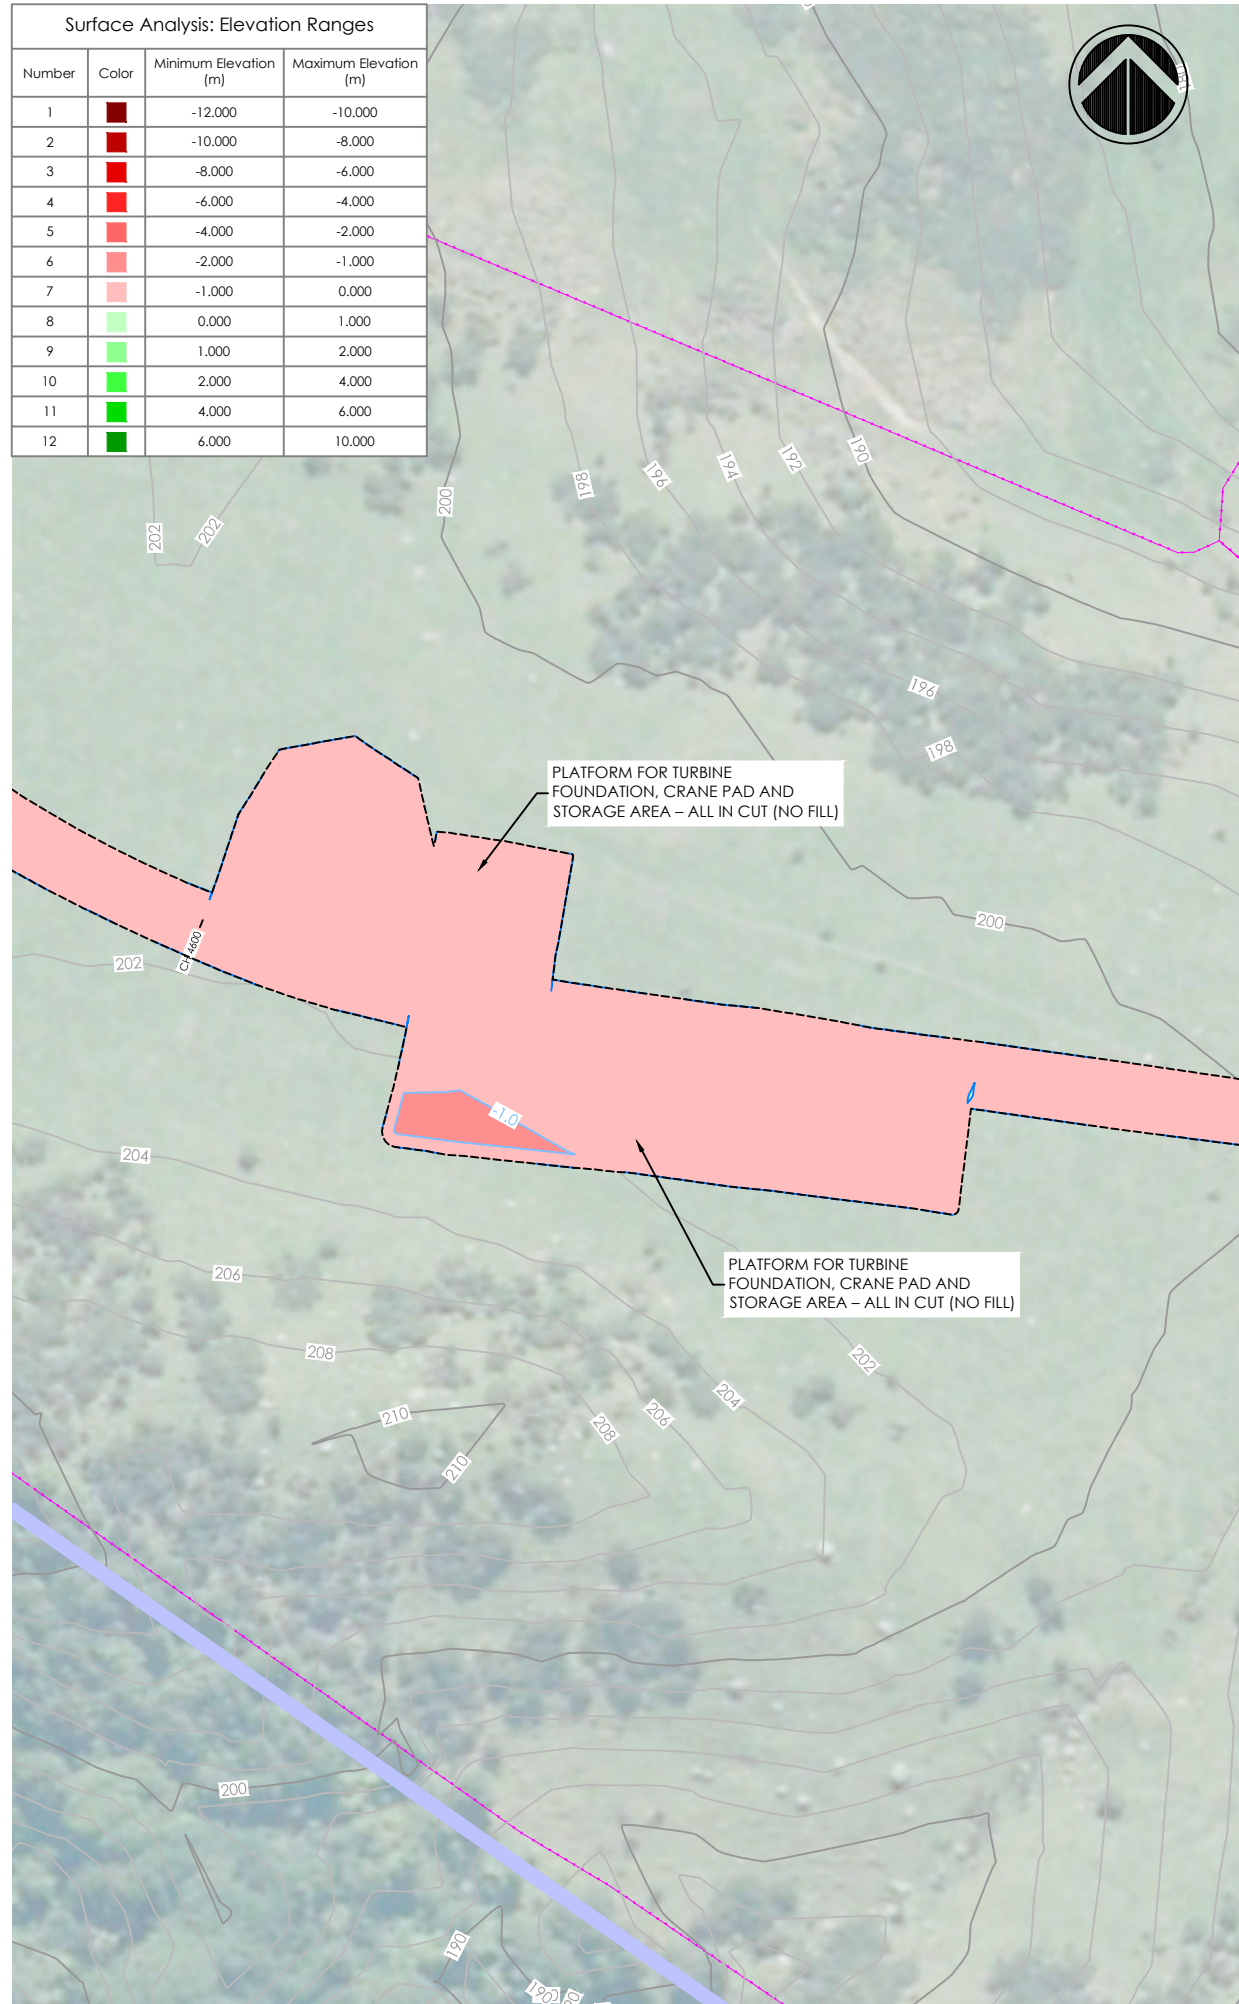 Surface Analysis: Elevation Ranges
Number Color Minimum Elevation (m) Maximum Elevation (m)
1 -12.000 -10.000
2 -10.000 -8.000
3 -8.000 -6.000
4 -6.000 -4.000
5 -4.000 -2.000
6 -2.000 -1.000
7 -1.000 0.000
8 0.000 1.000
9 1.000 2.000
10 2.000 4.000
11 4.000 6.000
12 6.000 10.000
180
190
192
194
196
198
200
202
202
196
198
PLATFORM FOR TURBINE
FOUNDATION, CRANE PAD AND
STORAGE AREA – ALL IN CUT (NO FILL)
200
CH 4600
202
-1.0
204
PLATFORM FOR TURBINE
FOUNDATION, CRANE PAD AND
STORAGE AREA – ALL IN CUT (NO FILL)
206
208
202
204
206
208
210
210
200
190
190